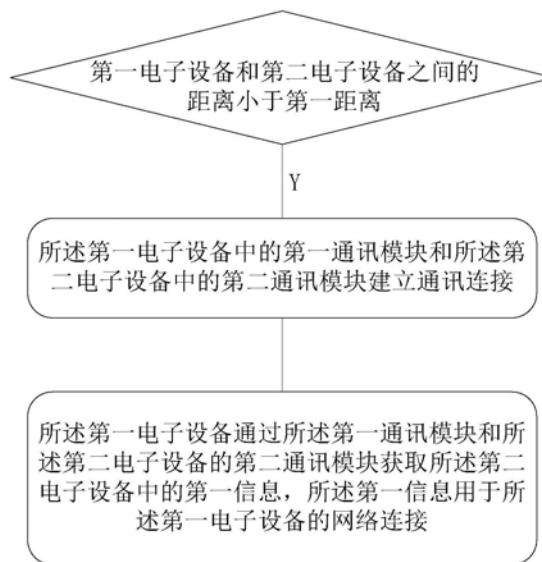 第一电子设备和第二电子设备之间的
距离小于第一距离
Y
所述第一电子设备中的第一通讯模块和所述第
二电子设备中的第二通讯模块建立通讯连接
所述第一电子设备通过所述第一通讯模块和所
述第二电子设备的第二通讯模块获取所述第二
电子设备中的第一信息，所述第一信息用于所
述第一电子设备的网络连接